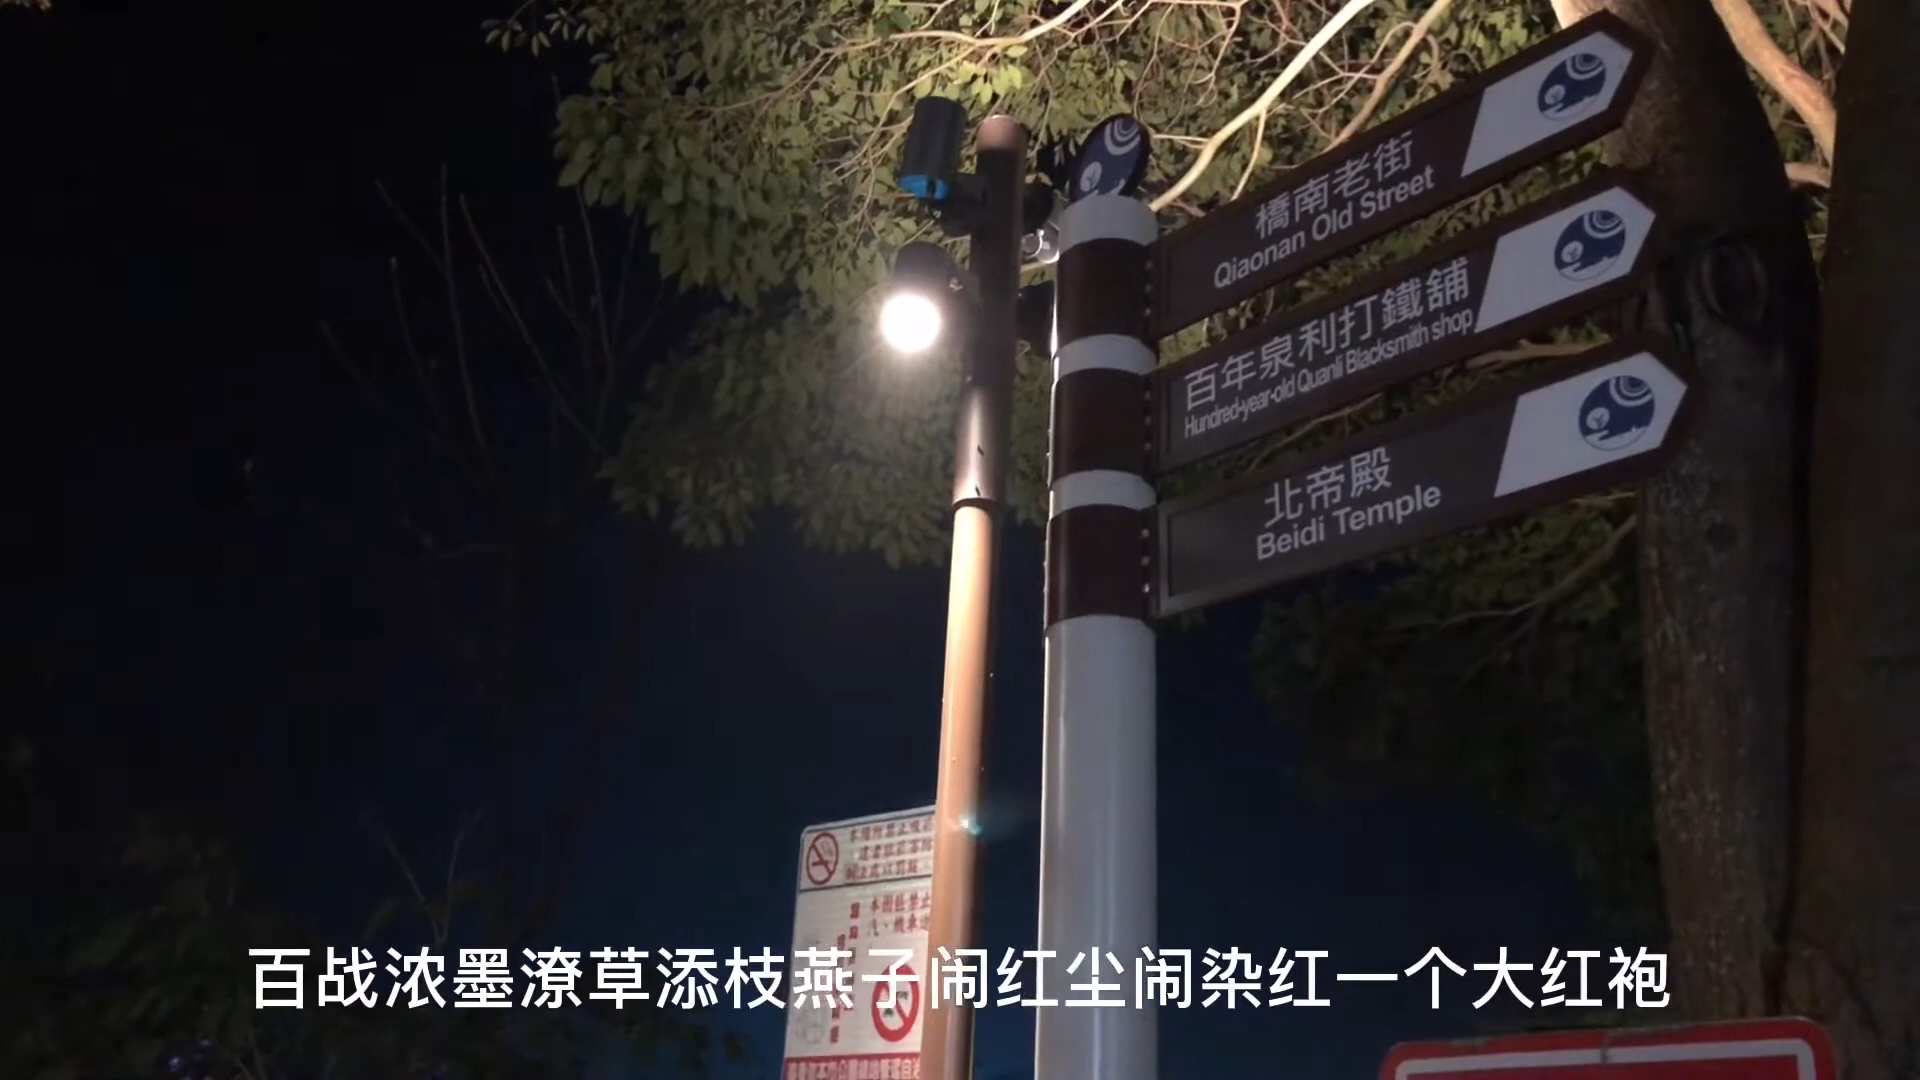 橋南老街
Qiaonan Old Street
百年泉利打鐵舖
Hundred-year-old Quanli Blacksmith shop
北帝殿
Beidi Temple
百战浓墨潦草添枝燕子闹红尘闹染红一个大红袍